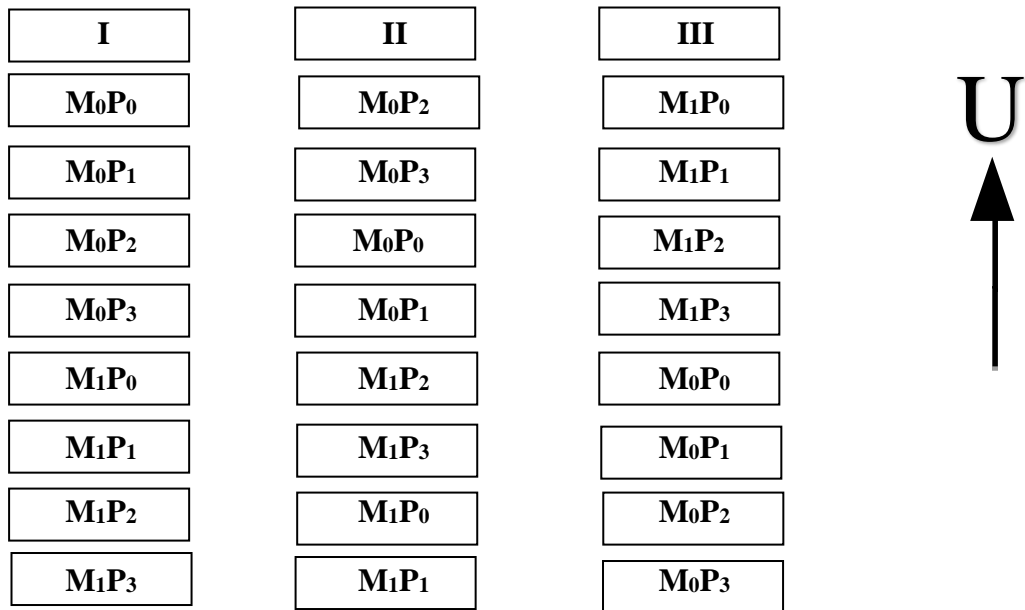 I II III
M₀P₀ M₀P₂ M₁P₀ U
M₀P₁ M₀P₃ M₁P₁
M₀P₂ M₀P₀ M₁P₂
M₀P₃ M₀P₁ M₁P₃
M₁P₀ M₁P₂ M₀P₀
M₁P₁ M₁P₃ M₀P₁
M₁P₂ M₁P₀ M₀P₂
M₁P₃ M₁P₁ M₀P₃